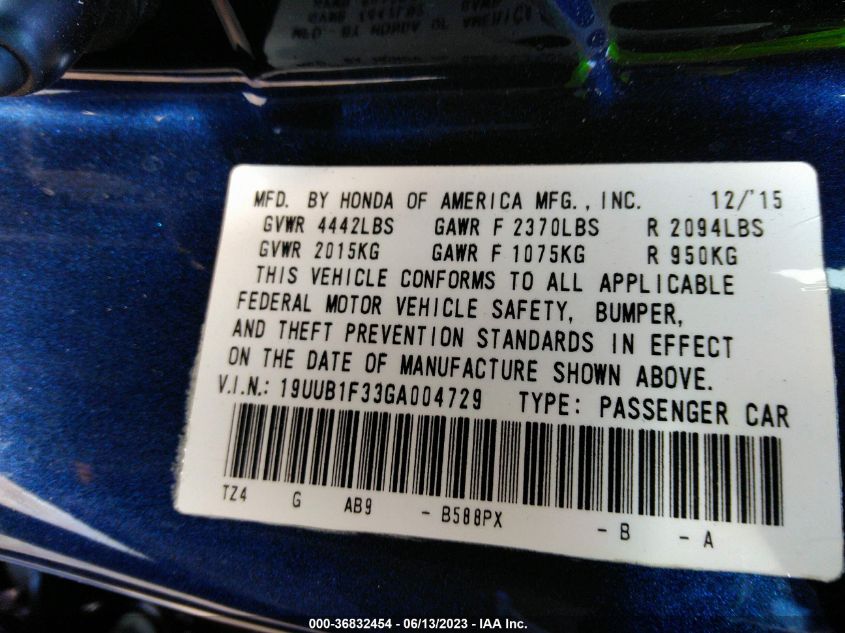 MFD. BY HONDA OF AMERICA MFG., INC. 12/'15
GVWR 4442LBS GAWR F 2370LBS R 2094LBS
GVWR 2015KG GAWR F 1075KG R 950KG
THIS VEHICLE CONFORMS TO ALL APPLICABLE
FEDERAL MOTOR VEHICLE SAFETY, BUMPER,
AND THEFT PREVENTION STANDARDS IN EFFECT
ON THE DATE OF MANUFACTURE SHOWN ABOVE.
V.I.N.: 19UUB1F33GA004729 TYPE: PASSENGER CAR
TZ4 G AB9 - B588PX - B - A
000-36832454 - 06/13/2023 - IAA Inc.